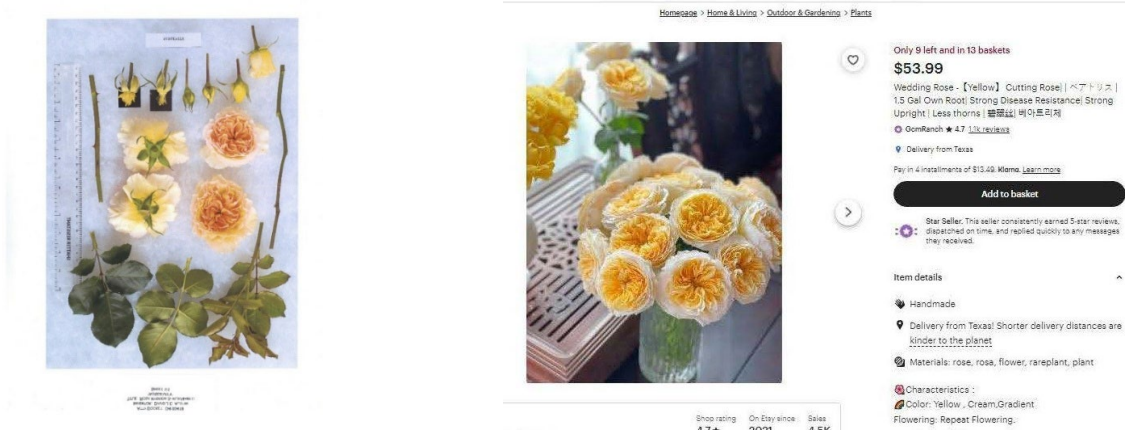 Homepage > Home & Living > Outdoor & Gardening > Plants
Only 9 left and in 13 baskets
$53.99
Wedding Rose - 【Yellow】 Cutting Rose| | ベアトリス |
1.5 Gal Own Root| Strong Disease Resistance| Strong
Upright | Less thorns | 베아트리체
GcmRanch ★ 4.7 1.1k reviews
Delivery from Texas
Pay in 4 installments of $13.49. Klarna. Learn more
Add to basket
Star Seller. This seller consistently earned 5-star reviews,
dispatched on time, and replied quickly to any messages
they received.
Item details
Handmade
Delivery from Texas! Shorter delivery distances are
kinder to the planet
Materials: rose, rosa, flower, rareplant, plant
Characteristics :
Color: Yellow , Cream,Gradient
Flowering: Repeat Flowering.
Shop rating
On Etsy since
Sales
4.7★
2021
4.5K